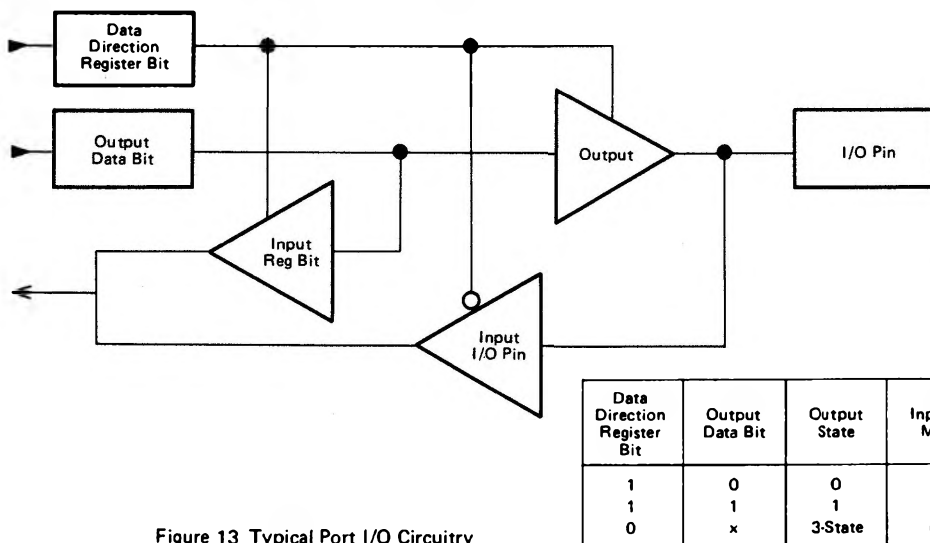 Data
Direction
Register Bit
Output
Data Bit
Output
I/O Pin
Input
Reg Bit
Input
I/O Pin
Data
Direction
Register
Bit
Output
Data Bit
Output
State
1 0 0
1 1 1
0 x 3-State
Figure 13 Typical Port I/O Circuitry